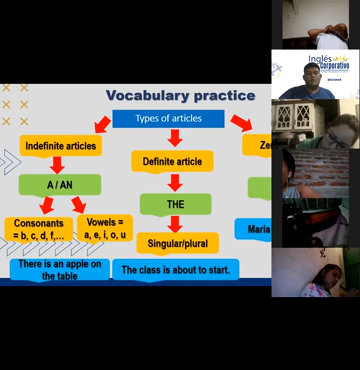 Vocabulary practice
Types of articles
Indefinite articles
Definite article
A / AN
THE
Consonants
= b, c, d, f,...
Vowels =
a, e, i, o, u
Singular/plural
Maria
There is an apple on
the table
The class is about to start.
Inglés
Corporativo